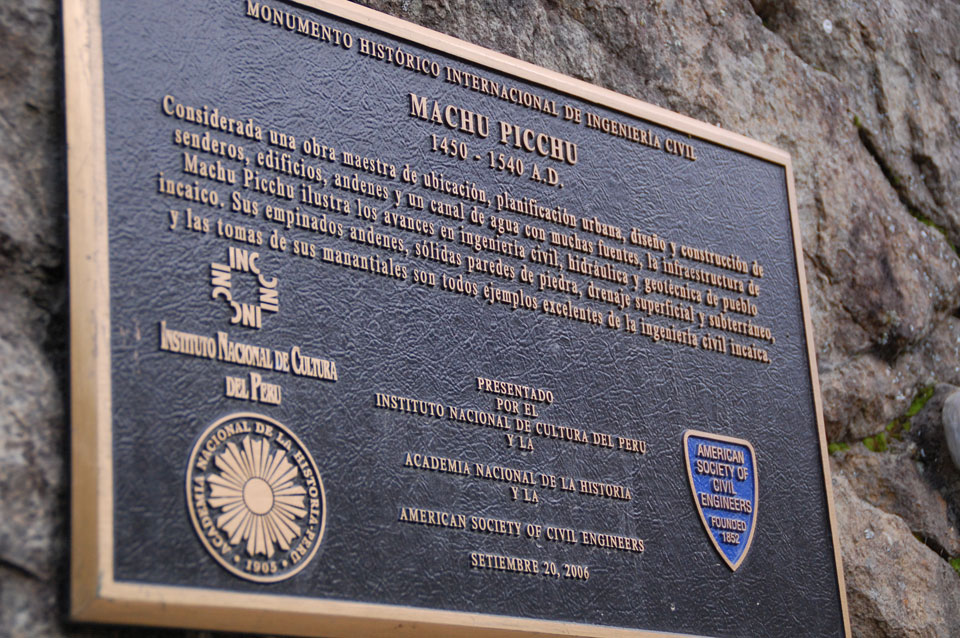 MONUMENTO HISTÓRICO INTERNACIONAL DE INGENIERÍA CIVIL
MACHU PICCHU
1450 - 1540 A.D.
Considerada una obra maestra de ubicación, planificación urbana, diseño y construcción de
senderos, edificios, andenes y un canal de agua con muchas fuentes, la infraestructura de
Machu Picchu ilustra los avances en ingeniería civil, hidráulica y geotécnica de pueblo
incaico. Sus empinados andenes, sólidas paredes de piedra, drenaje superficial y subterráneo,
y las tomas de sus manantiales son todos ejemplos excelentes de la ingeniería civil incaica.
INC
INC
INC
INC
INSTITUTO NACIONAL DE CULTURA
DEL PERU
ACADEMIA NACIONAL DE LA HISTORIA-PERU
1905
PRESENTADO
POR EL
INSTITUTO NACIONAL DE CULTURA DEL PERU
Y LA
ACADEMIA NACIONAL DE LA HISTORIA
Y LA
AMERICAN SOCIETY OF CIVIL ENGINEERS
SETIEMBRE 20, 2006
AMERICAN
SOCIETY OF
CIVIL
ENGINEERS
FOUNDED
1852